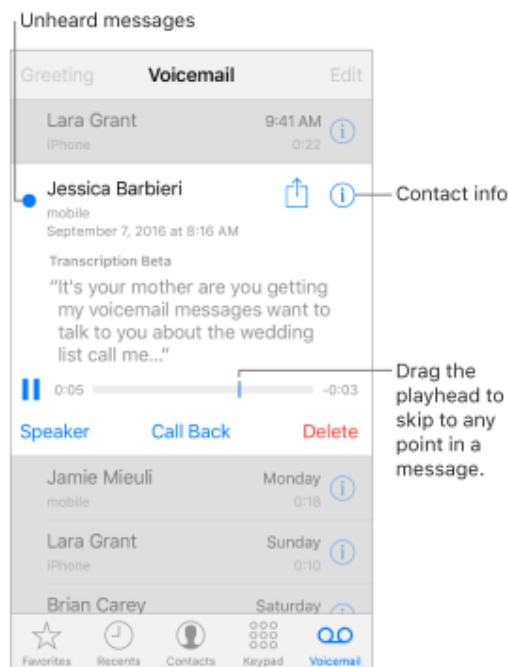 Unheard messages
Greeting Voicemail Edit
Lara Grant 9:41 AM
iPhone 0:22
Jessica Barbieri
Contact info
mobile
September 7, 2016 at 8:16 AM
Transcription Beta
“It's your mother are you getting
my voicemail messages want to
talk to you about the wedding
list call me...”
0:05 -0:03
Drag the
playhead to
skip to any
point in a
message.
Speaker Call Back Delete
Jamie Mieuli Monday
mobile 0:18
Lara Grant Sunday
iPhone 0:10
Brian Carey Saturday
Favorites Recents Contacts Keypad Voicemail